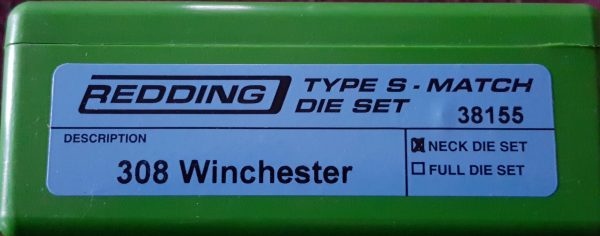 REDDING TYPE S - MATCH
DIE SET 38155
DESCRIPTION
308 Winchester
☒ NECK DIE SET
☐ FULL DIE SET